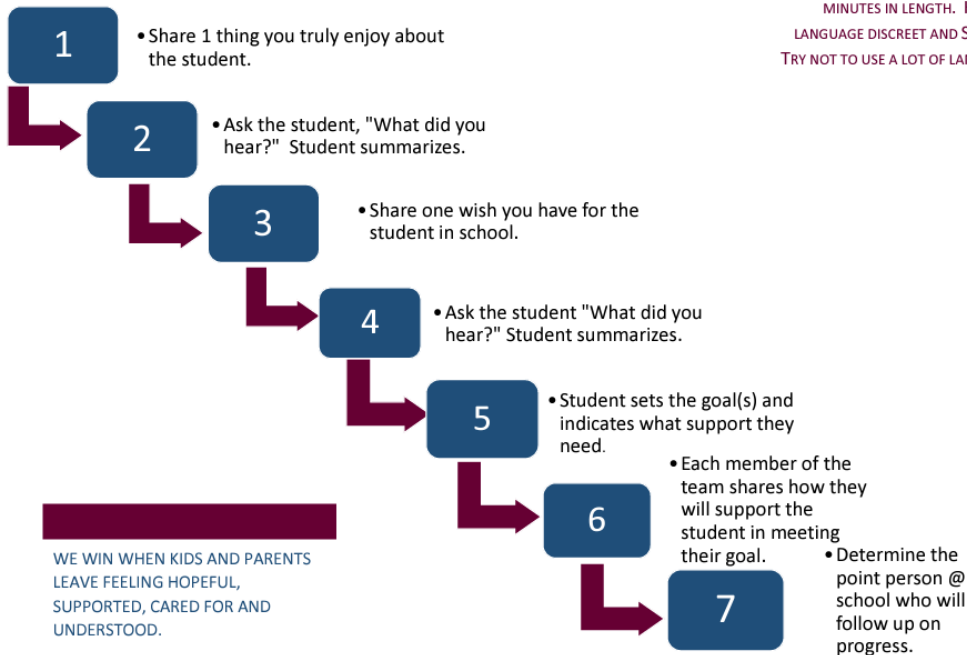 MINUTES IN LENGTH.
LANGUAGE DISCREET AND
TRY NOT TO USE A LOT OF
1
• Share 1 thing you truly enjoy about
the student.
2
• Ask the student, "What did you
hear?" Student summarizes.
3
• Share one wish you have for the
student in school.
4
• Ask the student "What did you
hear?" Student summarizes.
5
• Student sets the goal(s) and
indicates what support they
need.
6
• Each member of the
team shares how they
will support the
student in meeting
their goal.
7
• Determine the
point person @
school who will
follow up on
progress.
WE WIN WHEN KIDS AND PARENTS
LEAVE FEELING HOPEFUL,
SUPPORTED, CARED FOR AND
UNDERSTOOD.